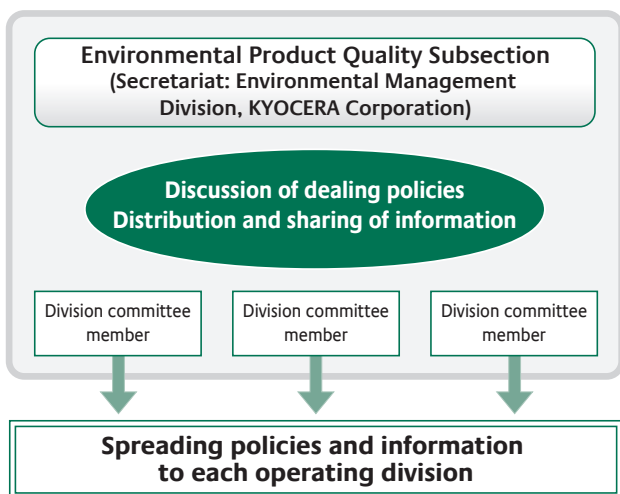 Environmental Product Quality Subsection
(Secretariat: Environmental Management
Division, KYOCERA Corporation)
Discussion of dealing policies
Distribution and sharing of information
Division committee
member
Division committee
member
Division committee
member
Spreading policies and information
to each operating division